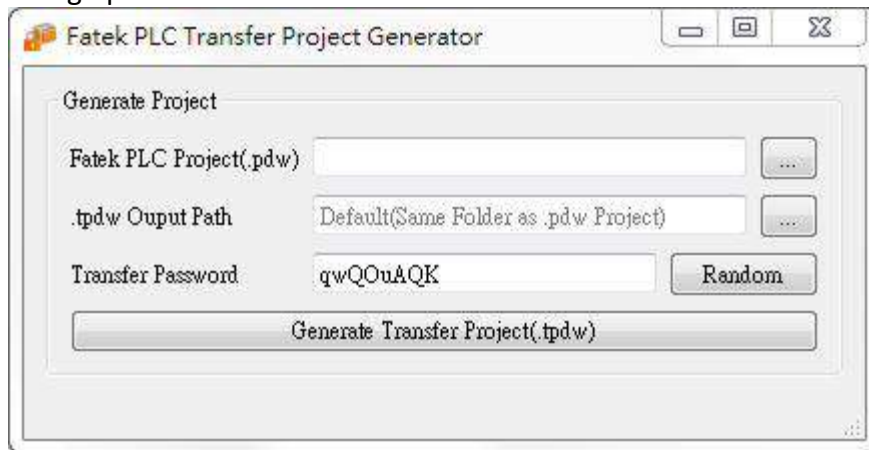 Fatek PLC Transfer Project Generator
Generate Project
Fatek PLC Project(.pdw)
...
.tpdw Ouput Path
Default(Same Folder as .pdw Project)
...
Transfer Password
qwQOuAQK
Random
Generate Transfer Project(.tpdw)